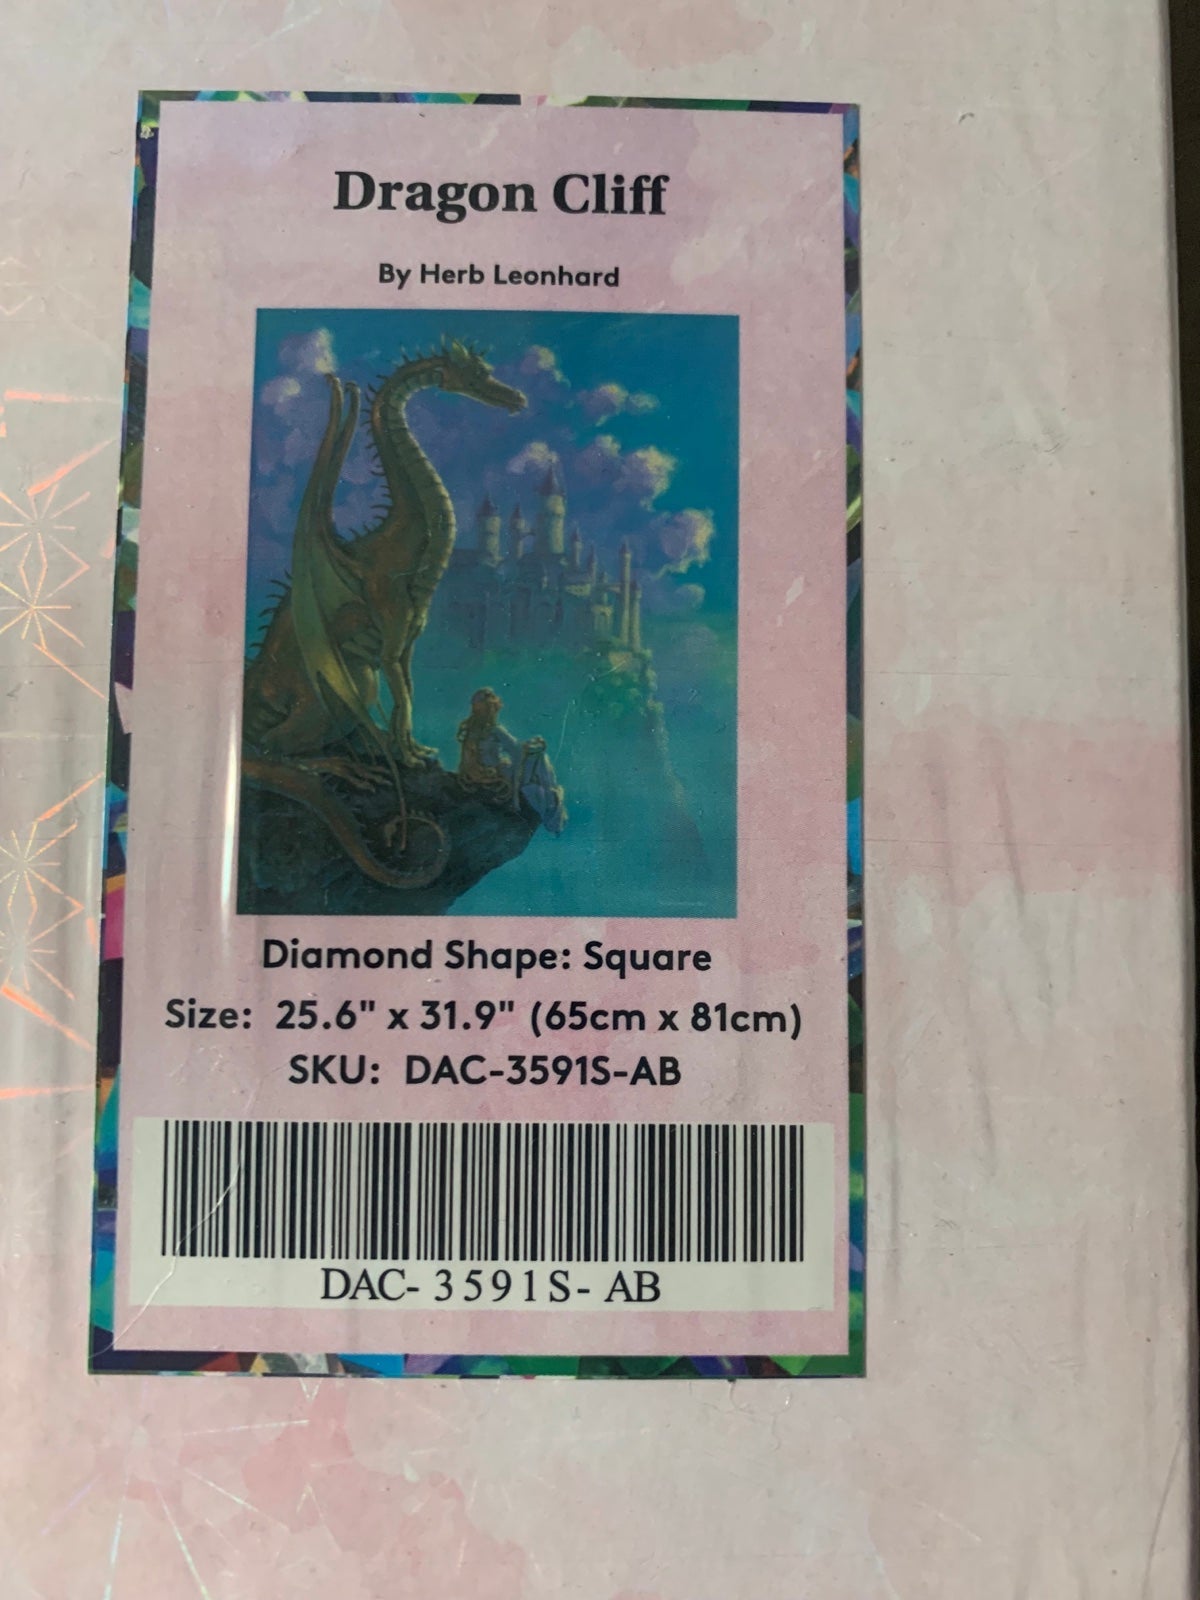 Dragon Cliff
By Herb Leonhard
Diamond Shape: Square
Size: 25.6" x 31.9" (65cm x 81cm)
SKU: DAC-3591S-AB
DAC-3591S-AB